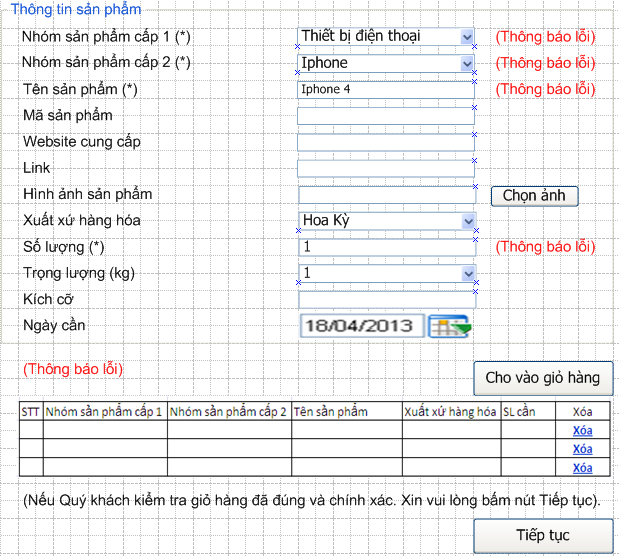 Thông tin sản phẩm
Nhóm sản phẩm cấp 1 (*) Thiết bị điện thoại (Thông báo lỗi)
Nhóm sản phẩm cấp 2 (*) Iphone (Thông báo lỗi)
Tên sản phẩm (*) Iphone 4 (Thông báo lỗi)
Mã sản phẩm
Website cung cấp
Link
Hình ảnh sản phẩm Chọn ảnh
Xuất xứ hàng hóa Hoa Kỳ
Số lượng (*) 1 (Thông báo lỗi)
Trọng lượng (kg) 1
Kích cỡ
Ngày cần 18/04/2013
(Thông báo lỗi) Cho vào giỏ hàng
STT Nhóm sản phẩm cấp 1 Nhóm sản phẩm cấp 2 Tên sản phẩm Xuất xứ hàng hóa SL cần Xóa
Xóa
Xóa
Xóa
(Nếu Quý khách kiểm tra giỏ hàng đã đúng và chính xác. Xin vui lòng bấm nút Tiếp tục).
Tiếp tục